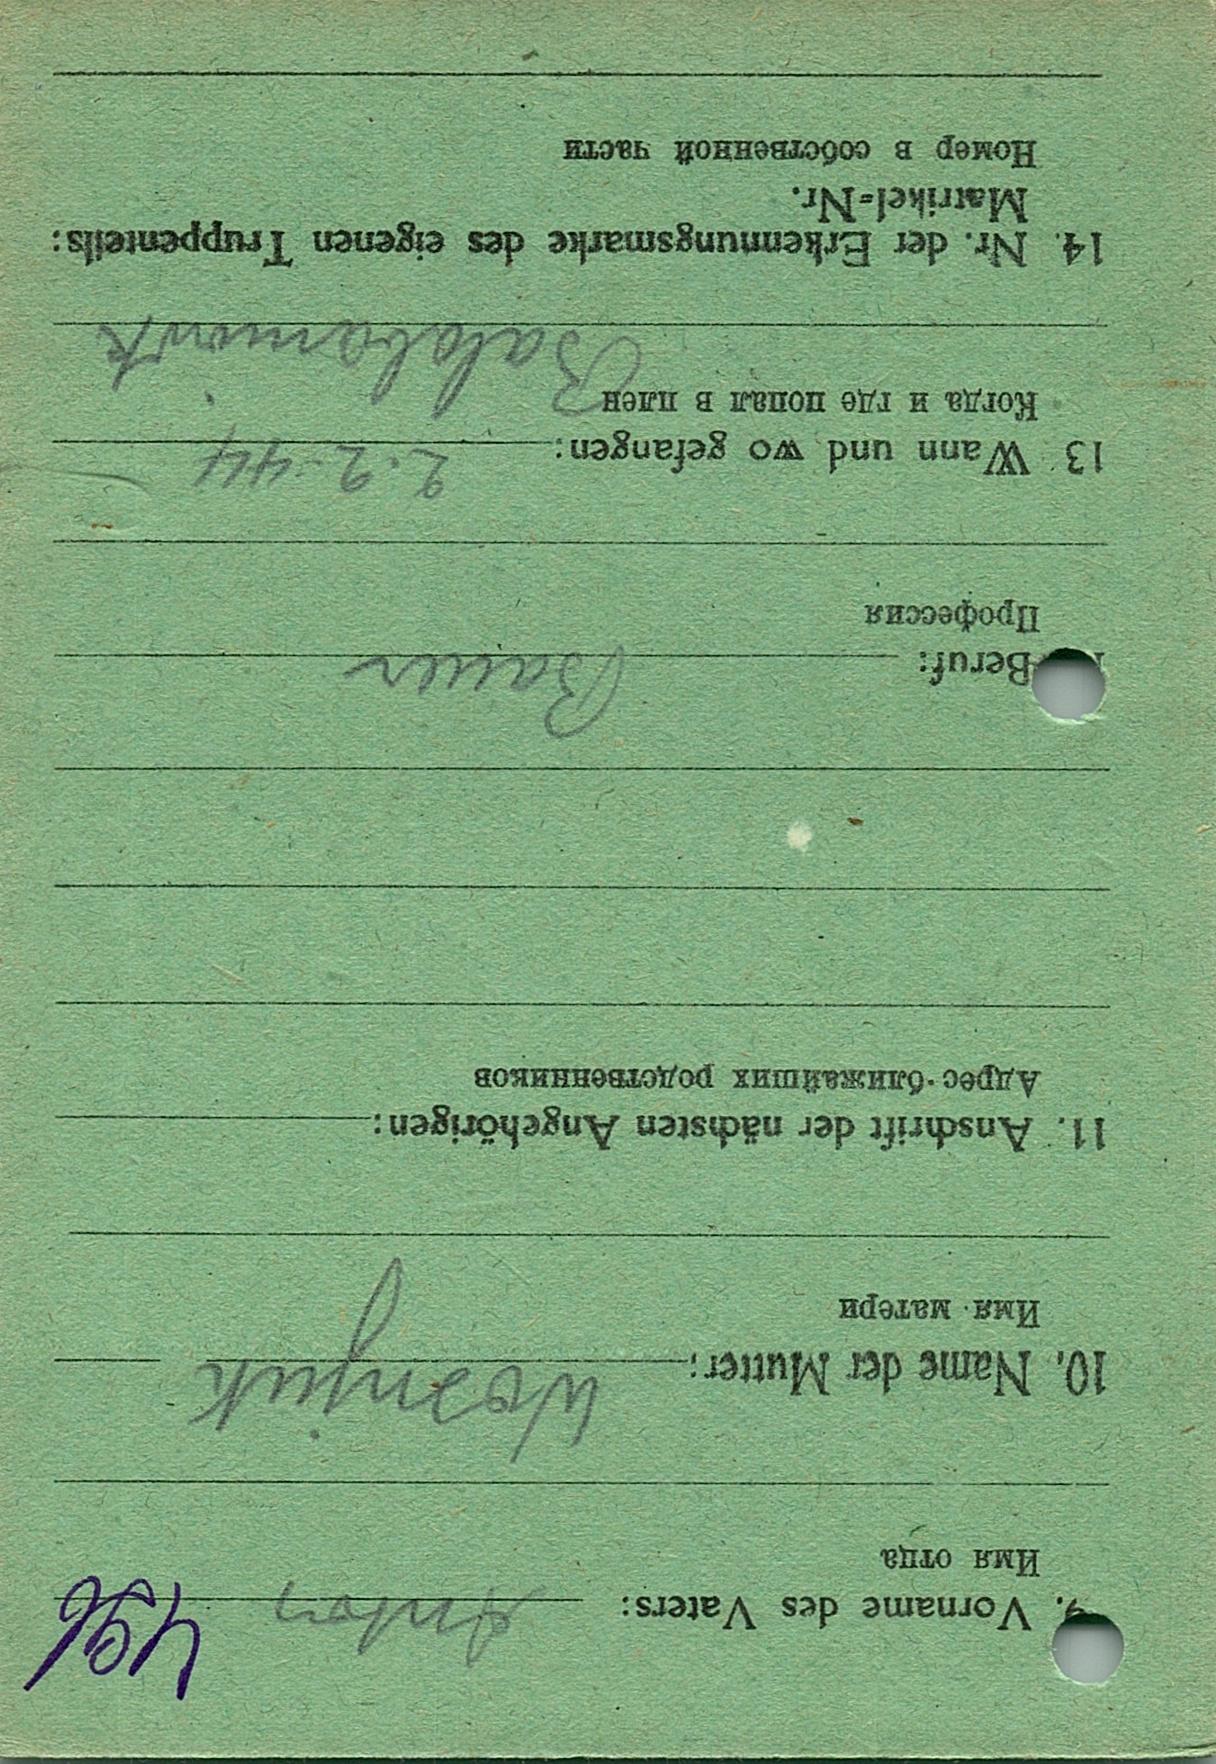 9. Vorname des Vaters: Anton
Имя отца
10. Name der Mutter: Wosnjuk
Имя матери
11. Anschrift der nächsten Angehörigen:
Адрес ближайших родственников
Beruf: Bauer
Профессия
13. Wann und wo gefangen: 2.2.44
Когда и где попал в плен
14. Nr. der Erkennungsmarke des eigenen Truppenteils:
Matrikel=Nr.
Номер в собственной части